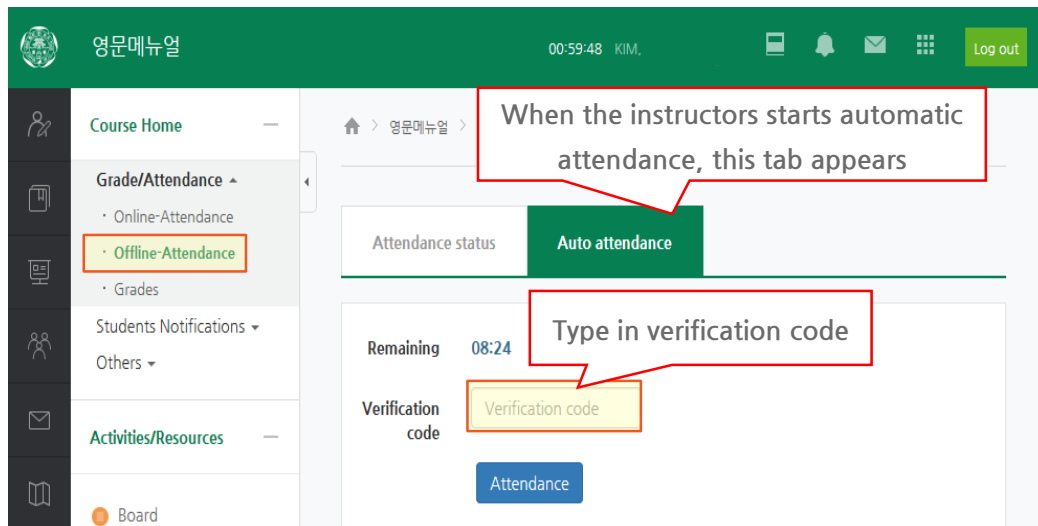 영문메뉴얼
00:59:48 KIM,
Log out
When the instructors starts automatic
attendance, this tab appears
Course Home
영문메뉴얼
Grade/Attendance
Online-Attendance
Offline-Attendance
Grades
Students Notifications
Others
Activities/Resources
Board
Attendance status
Auto attendance
Type in verification code
Remaining 08:24
Verification
code
Verification code
Attendance